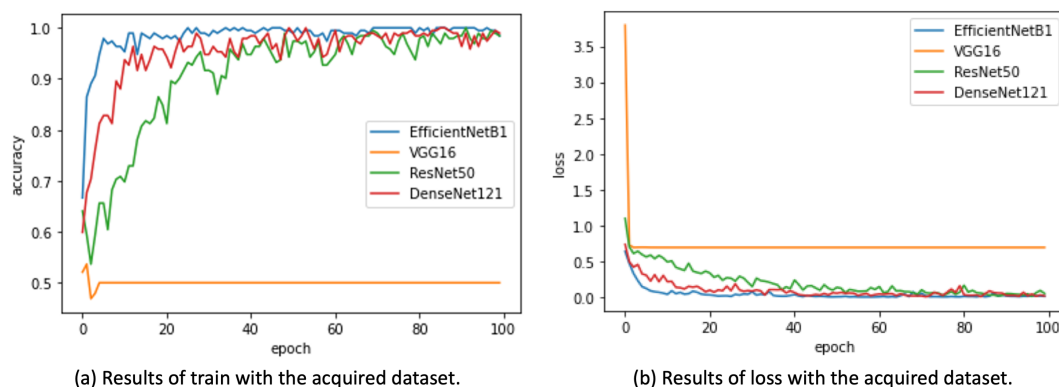 1.0
0.9
0.8
0.7
0.6
0.5
accuracy
EfficientNetB1
VGG16
ResNet50
DenseNet121
0 20 40 60 80 100
epoch
(a) Results of train with the acquired dataset.
3.5
3.0
2.5
2.0
1.5
1.0
0.5
0.0
loss
EfficientNetB1
VGG16
ResNet50
DenseNet121
0 20 40 60 80 100
epoch
(b) Results of loss with the acquired dataset.